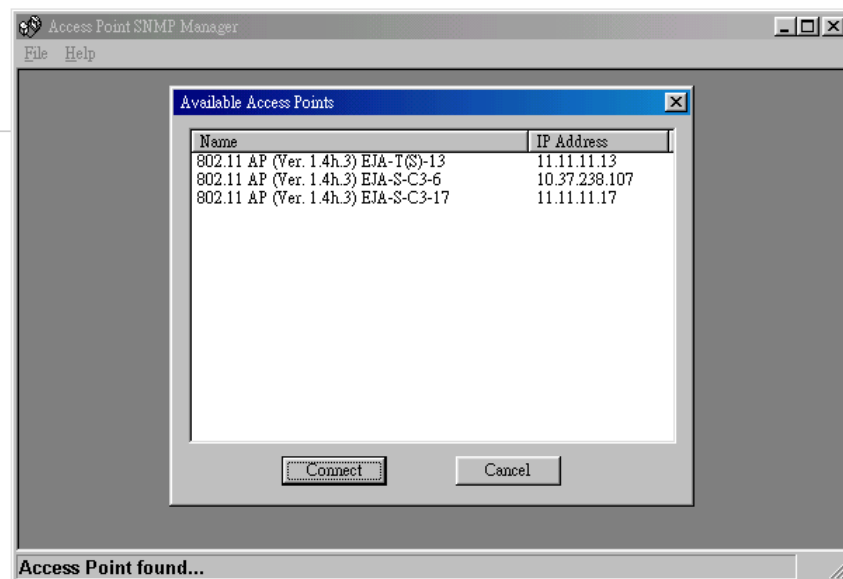 Access Point SNMP Manager
File Help
Available Access Points
Name IP Address
802.11 AP (Ver. 1.4h.3) EJA-T(S)-13 11.11.11.13
802.11 AP (Ver. 1.4h.3) EJA-S-C3-6 10.37.238.107
802.11 AP (Ver. 1.4h.3) EJA-S-C3-17 11.11.11.17
Connect Cancel
Access Point found...